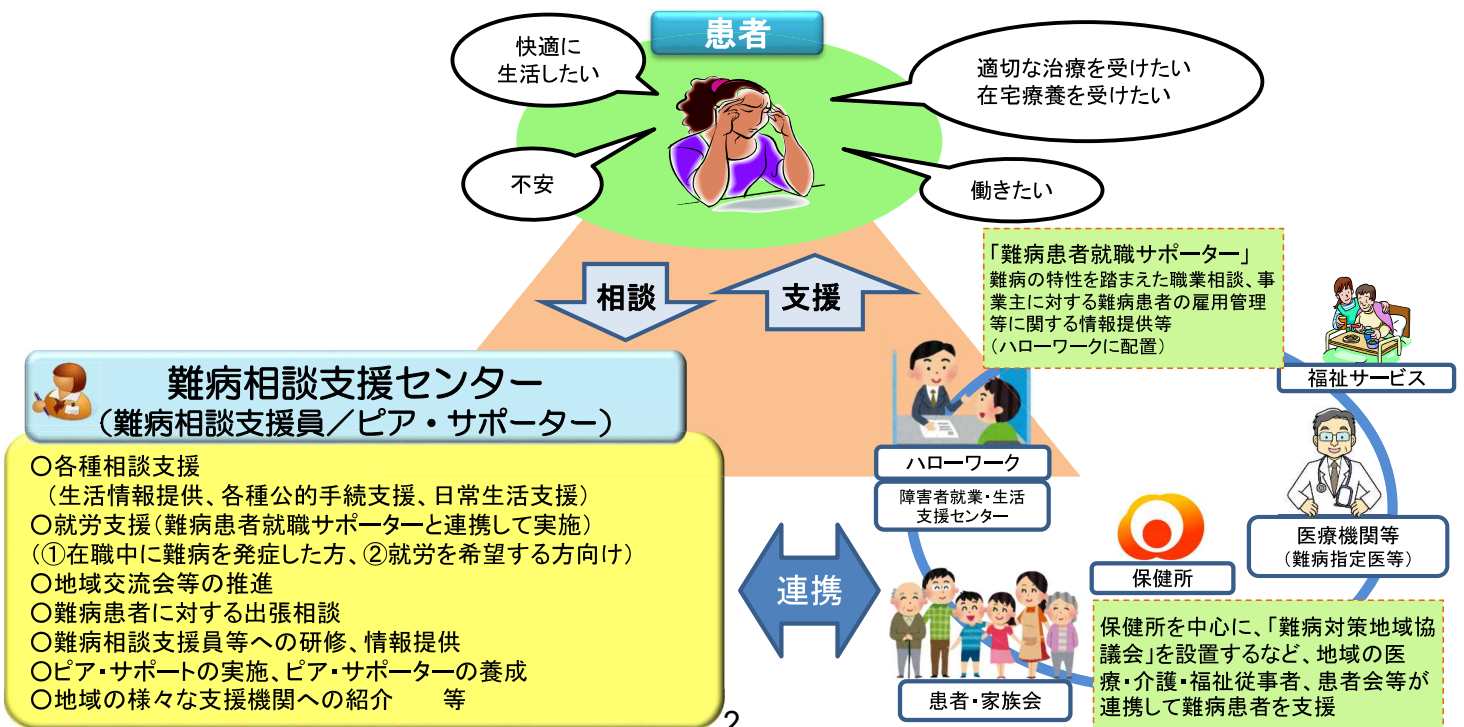 患者
快適に
生活したい
適切な治療を受けたい
在宅療養を受けたい
不安
働きたい
相談
支援
「難病患者就職サポーター」
難病の特性を踏まえた職業相談、事
業主に対する難病患者の雇用管理
等に関する情報提供等
（ハローワークに配置）
福祉サービス
難病相談支援センター
（難病相談支援員／ピア・サポーター）
〇各種相談支援
（生活情報提供、各種公的手続支援、日常生活支援）
〇就労支援（難病患者就職サポーターと連携して実施）
（①在職中に難病を発症した方、②就労を希望する方向け）
〇地域交流会等の推進
〇難病患者に対する出張相談
〇難病相談支援員等への研修、情報提供
〇ピア・サポートの実施、ピア・サポーターの養成
〇地域の様々な支援機関への紹介　　等
連携
ハローワーク
障害者就業・生活
支援センター
医療機関等
（難病指定医等）
保健所
患者・家族会
保健所を中心に、「難病対策地域協
議会」を設置するなど、地域の医
療・介護・福祉従事者、患者会等が
連携して難病患者を支援
2